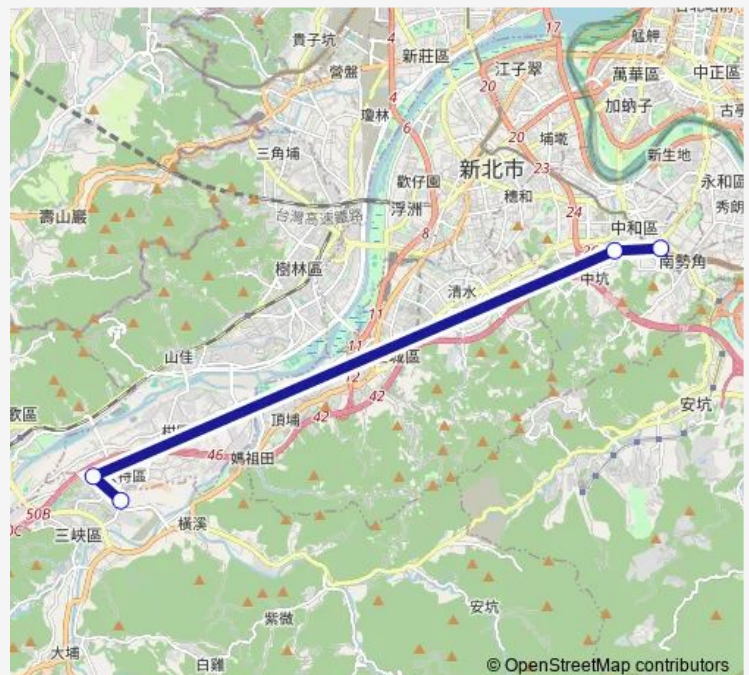 台北站前
17
艋舺
貴子坑
新莊區
營盤
江子翠
萬華區
中正區
4
20
4
瓊林
加蚋子
古亭
6
20
埔墘
三角埔
23
新生地
新北市
歡仔園
穗和
永和區
壽山巖
浮洲
24
秀朗
台灣高速鐵路
8
中和區
樹林區
南勢角
中坑
清水
11
11
山佳
12
城區
42
安坑
頂埔
42
46
媽祖田
特區
50B
三峽區
橫溪
紫微
安坑
大埔
白雞
© OpenStreetMap contributors